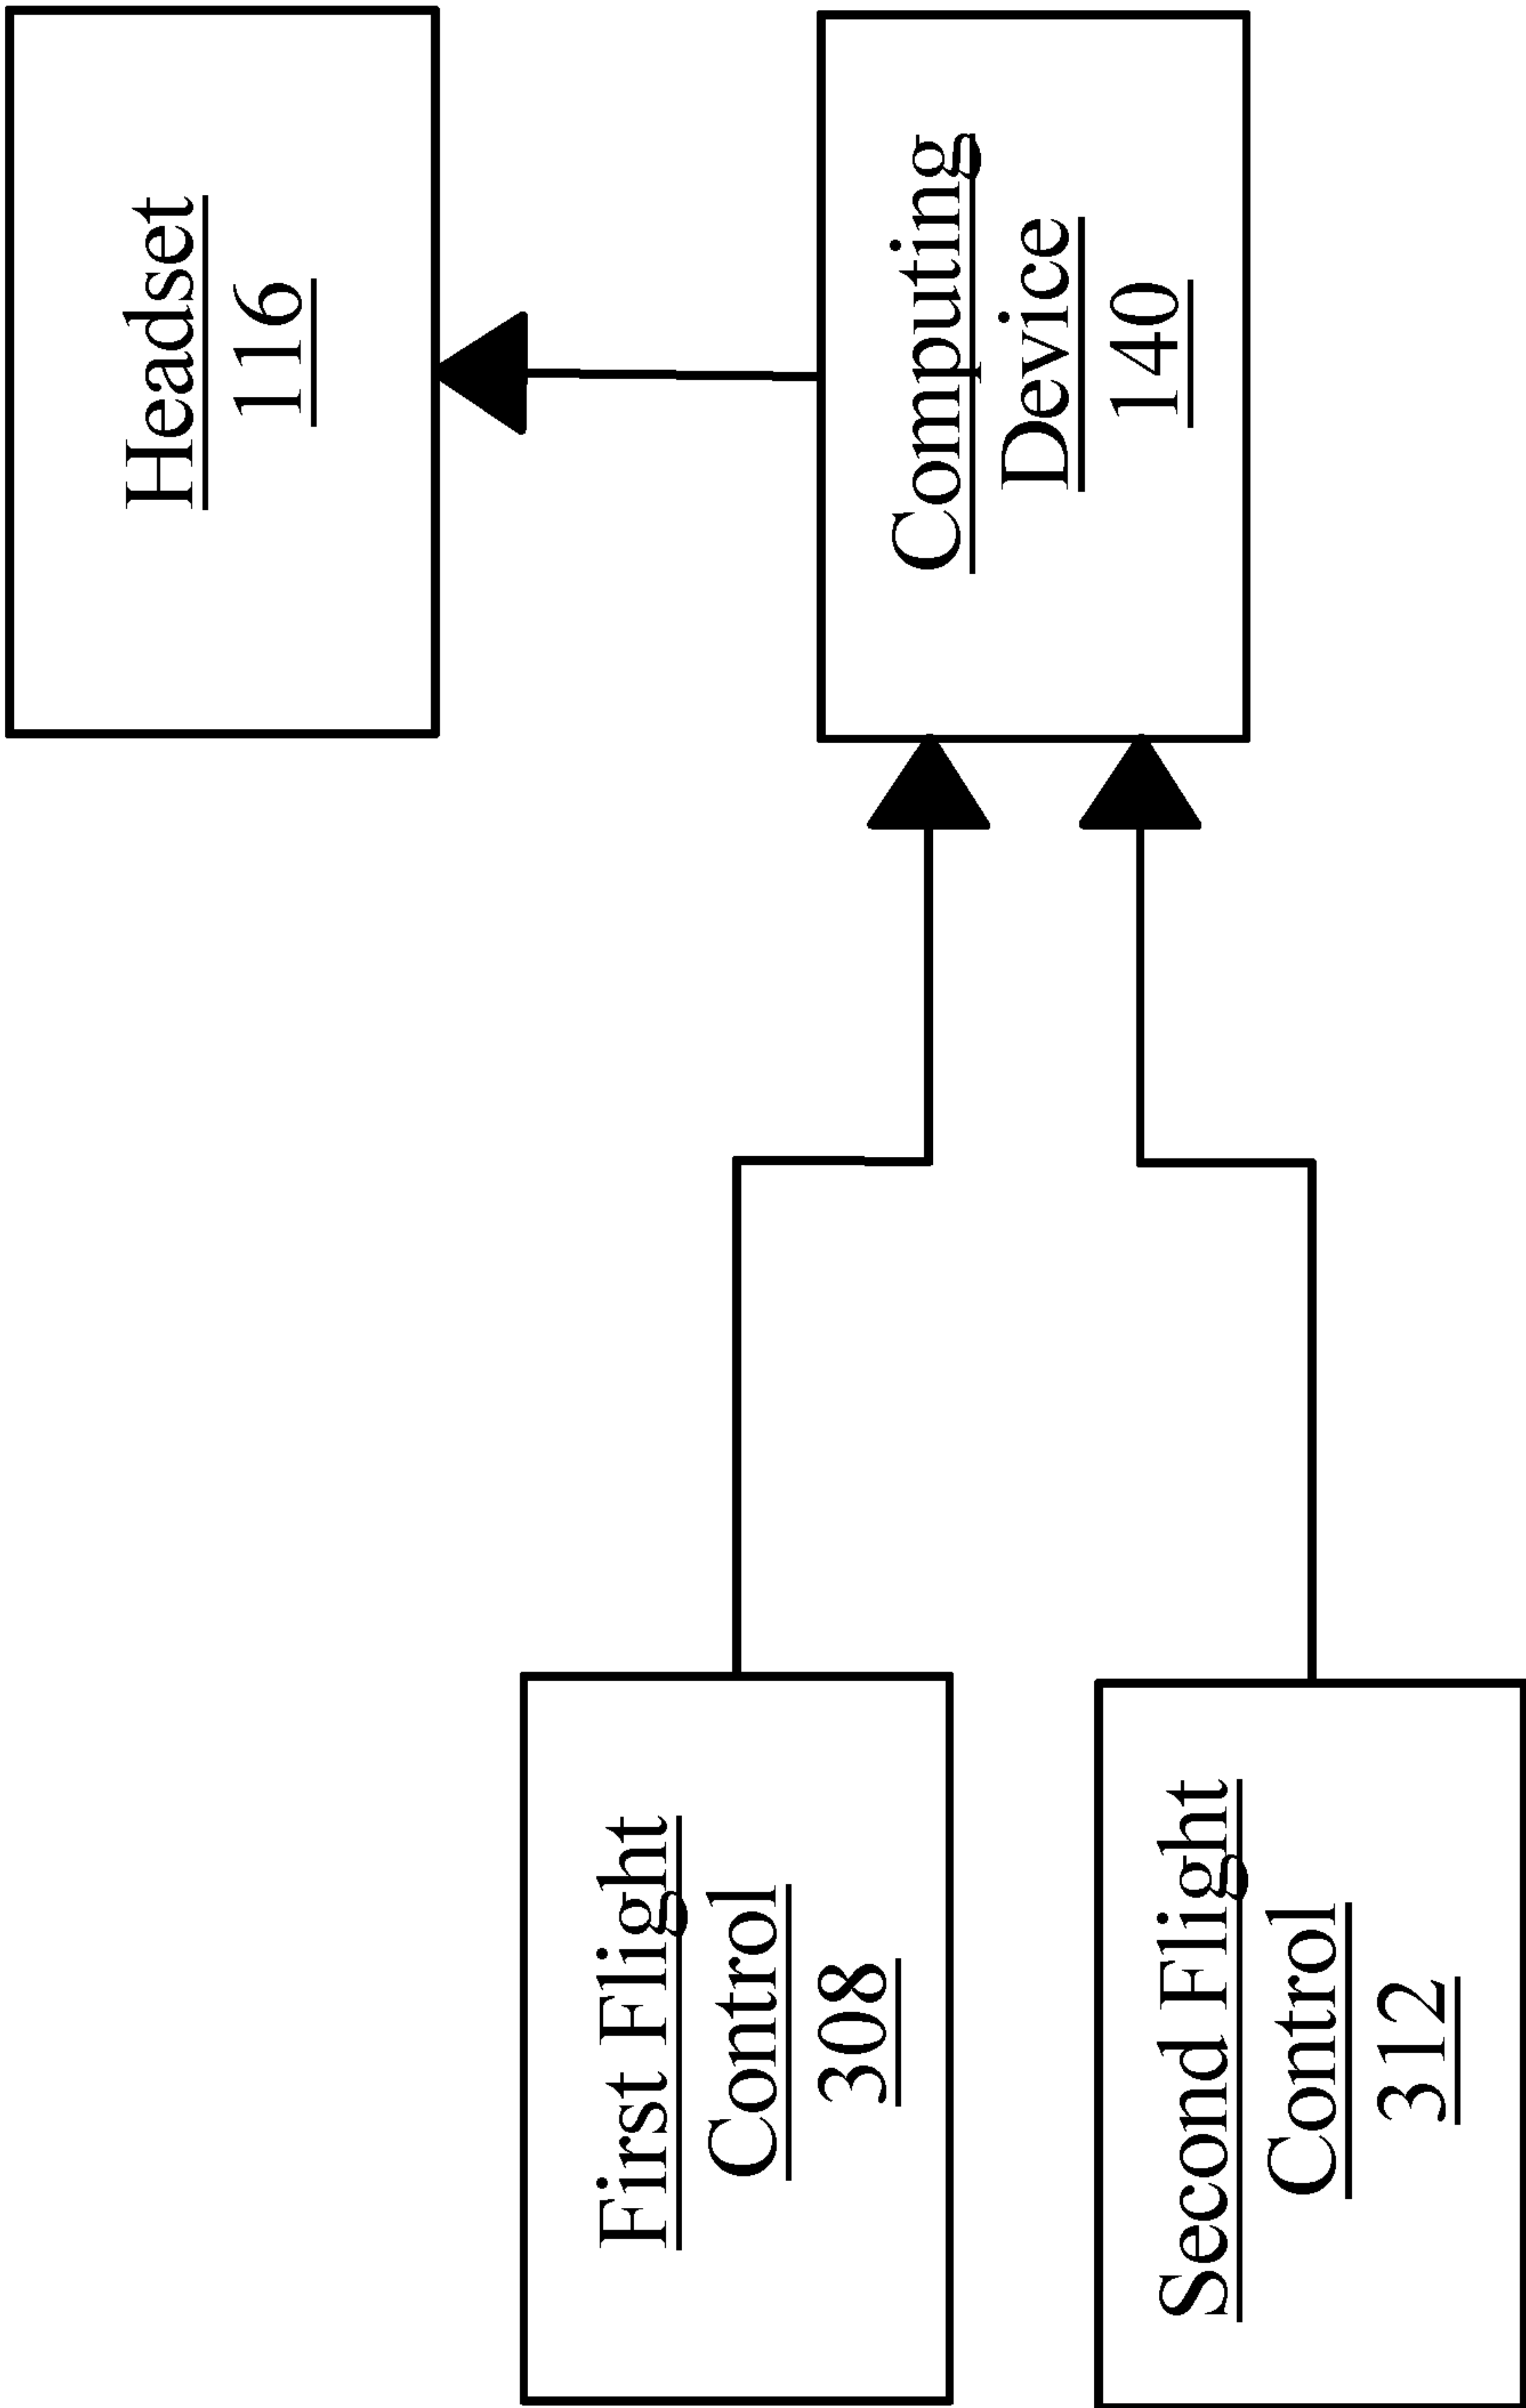 Headset
116
Computing
Device
140
First Flight
Control
308
Second Flight
Control
312